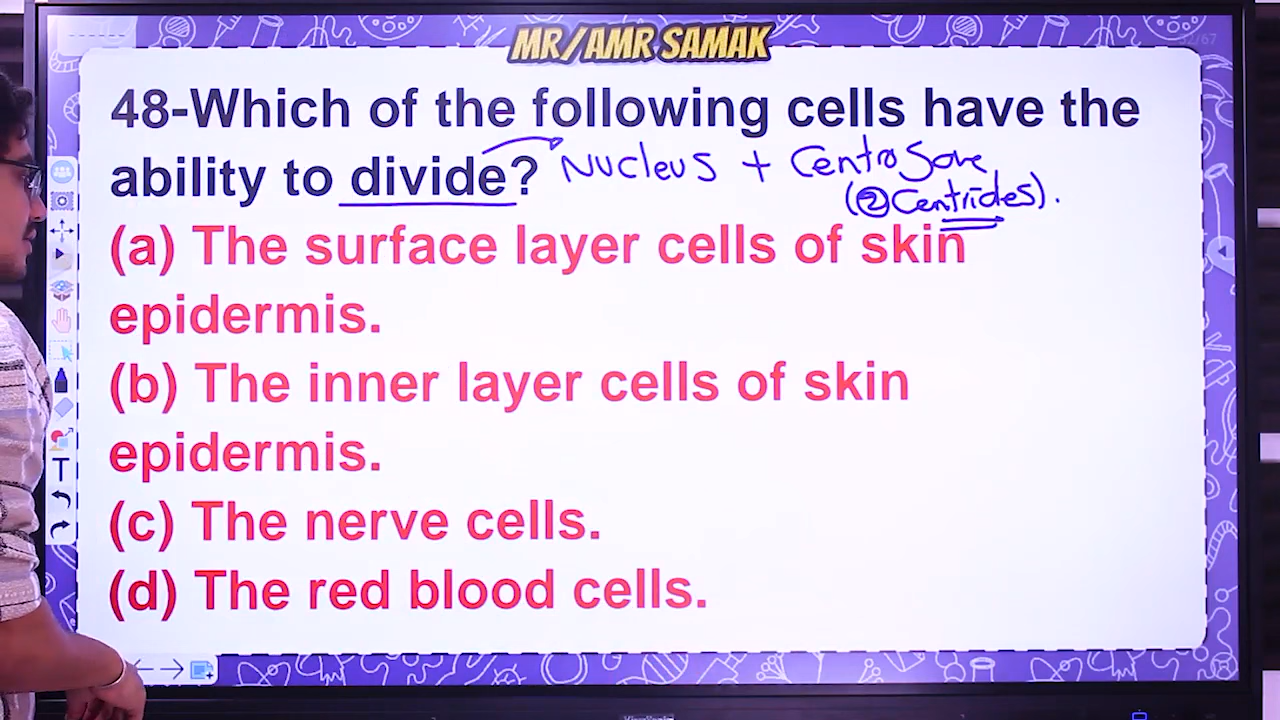 MR/AMR SAMAK
48-Which of the following cells have the
ability to divide? Nucleus + Centrosome
(2 Centrioles).
(a) The surface layer cells of skin
epidermis.
(b) The inner layer cells of skin
epidermis.
(c) The nerve cells.
(d) The red blood cells.
T